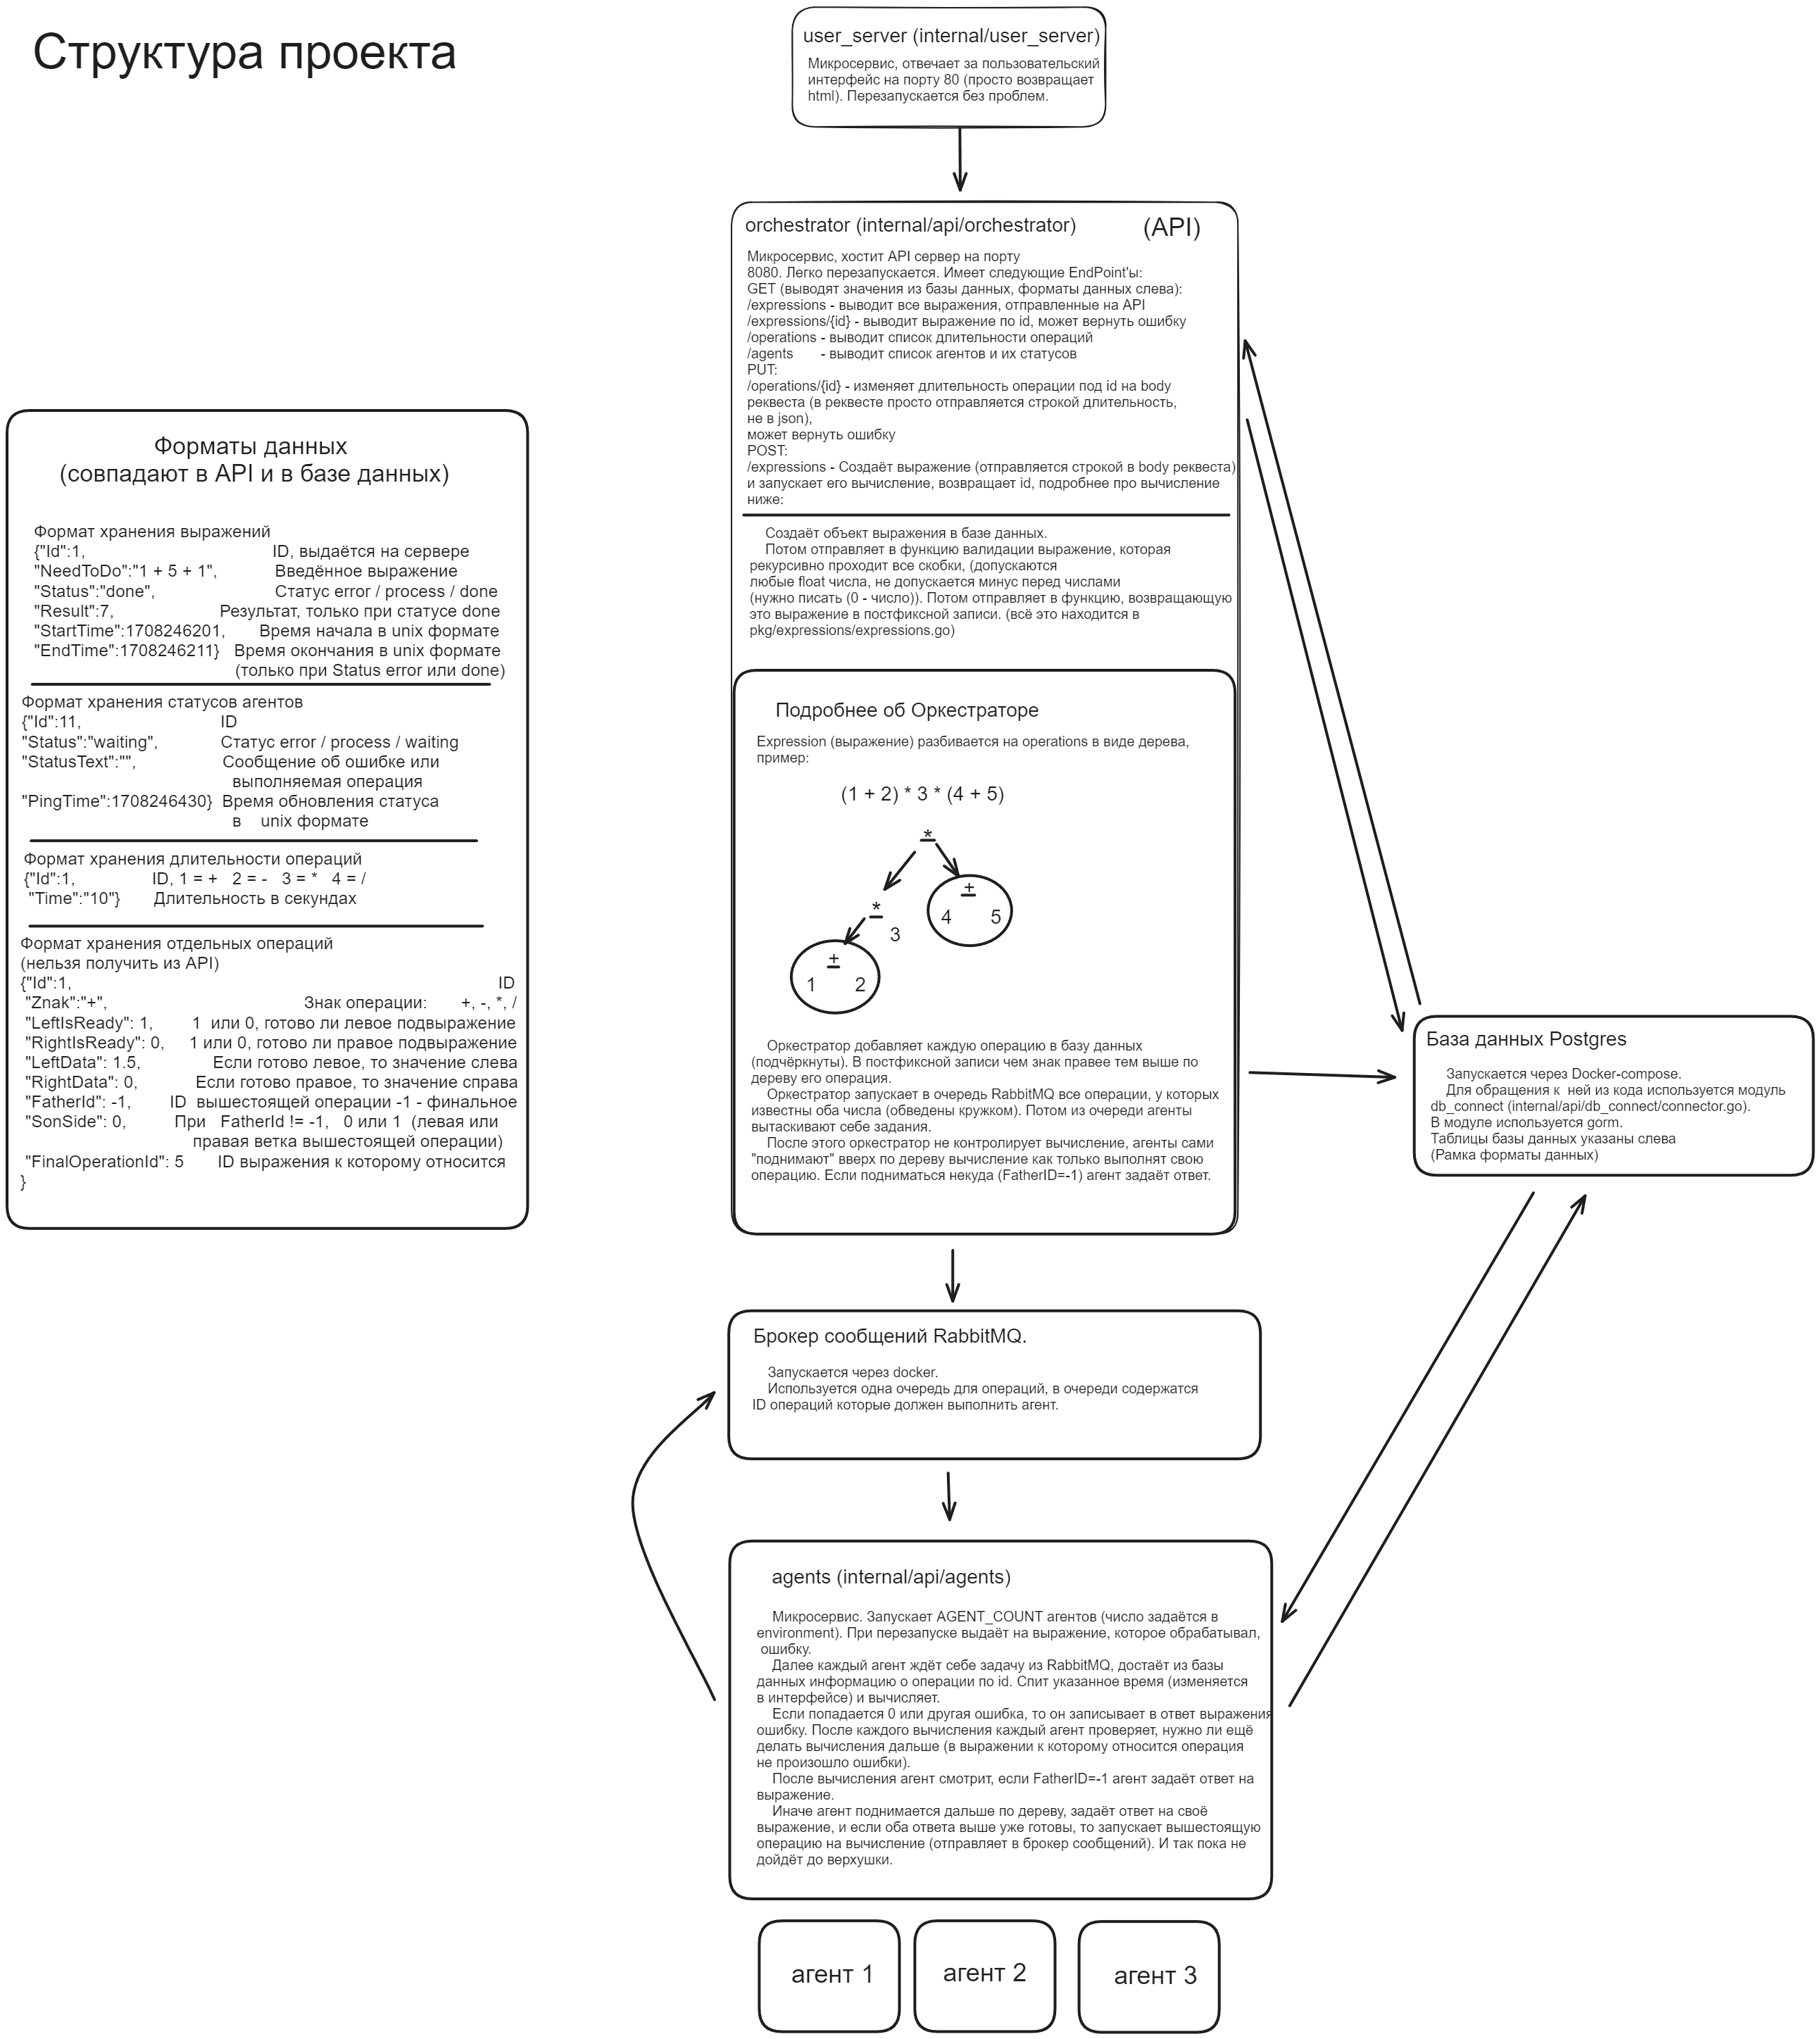 Структура проекта
user_server (internal/user_server)
Микросервис, отвечает за пользовательский
интерфейс на порту 80 (просто возвращает
html). Перезапускается без проблем.
orchestrator (internal/api/orchestrator)
(API)
Микросервис, хостит API сервер на порту
8080. Легко перезапускается. Имеет следующие EndPoint'ы:
GET (выводят значения из базы данных, форматы данных слева):
/expressions - выводит все выражения, отправленные на API
/expressions/{id} - выводит выражение по id, может вернуть ошибку
/operations - выводит список длительности операций
/agents - выводит список агентов и их статусов
PUT:
/operations/{id} - изменяет длительность операции под id на body
реквеста (в реквесте просто отправляется строкой длительность,
не в json),
может вернуть ошибку
POST:
/expressions - Создаёт выражение (отправляется строкой в body реквеста)
и запускает его вычисление, возвращает id, подробнее про вычисление
ниже:
Создаёт объект выражения в базе данных.
Потом отправляет в функцию валидации выражение, которая
рекурсивно проходит все скобки, (допускаются
любые float числа, не допускается минус перед числами
(нужно писать (0 - число)). Потом отправляет в функцию, возвращающую
это выражение в постфиксной записи. (всё это находится в
pkg/expressions/expressions.go)
Подробнее об Оркестраторе
Expression (выражение) разбивается на operations в виде дерева,
пример:
(1 + 2) * 3 * (4 + 5)
*
+
4 5
*
3
+
1 2
Оркестратор добавляет каждую операцию в базу данных
(подчёркнуты). В постфиксной записи чем знак правее тем выше по
дереву его операция.
Оркестратор запускает в очередь RabbitMQ все операции, у которых
известны оба числа (обведены кружком). Потом из очереди агенты
вытаскивают себе задания.
После этого оркестратор не контролирует вычисление, агенты сами
"поднимают" вверх по дереву вычисление как только выполнят свою
операцию. Если подниматься некуда (FatherID=-1) агент задаёт ответ.
Форматы данных
(совпадают в API и в базе данных)
Формат хранения выражений
{"Id":1, ID, выдаётся на сервере
"NeedToDo":"1 + 5 + 1", Введённое выражение
"Status":"done", Статус error / process / done
"Result":7, Результат, только при статусе done
"StartTime":1708246201, Время начала в unix формате
"EndTime":1708246211} Время окончания в unix формате
(только при Status error или done)
Формат хранения статусов агентов
{"Id":11, ID
"Status":"waiting", Статус error / process / waiting
"StatusText":"", Сообщение об ошибке или
выполняемая операция
"PingTime":1708246430} Время обновления статуса
в unix формате
Формат хранения длительности операций
{"Id":1, ID, 1 = + 2 = - 3 = * 4 = /
"Time":"10"} Длительность в секундах
Формат хранения отдельных операций
(нельзя получить из API)
{"Id":1, ID
"Znak":"+", Знак операции: +, -, *, /
"LeftIsReady": 1, 1 или 0, готово ли левое подвыражение
"RightIsReady": 0, 1 или 0, готово ли правое подвыражение
"LeftData": 1.5, Если готово левое, то значение слева
"RightData": 0, Если готово правое, то значение справа
"FatherId": -1, ID вышестоящей операции -1 - финальное
"SonSide": 0, При FatherId != -1, 0 или 1 (левая или
правая ветка вышестоящей операции)
"FinalOperationId": 5 ID выражения к которому относится
}
База данных Postgres
Запускается через Docker-compose.
Для обращения к ней из кода используется модуль
db_connect (internal/api/db_connect/connector.go).
В модуле используется gorm.
Таблицы базы данных указаны слева
(Рамка форматы данных)
Брокер сообщений RabbitMQ.
Запускается через docker.
Используется одна очередь для операций, в очереди содержатся
ID операций которые должен выполнить агент.
agents (internal/api/agents)
Микросервис. Запускает AGENT_COUNT агентов (число задаётся в
environment). При перезапуске выдаёт на выражение, которое обрабатывал,
ошибку.
Далее каждый агент ждёт себе задачу из RabbitMQ, достаёт из базы
данных информацию о операции по id. Спит указанное время (изменяется
в интерфейсе) и вычисляет.
Если попадается 0 или другая ошибка, то он записывает в ответ выражения
ошибку. После каждого вычисления каждый агент проверяет, нужно ли ещё
делать вычисления дальше (в выражении к которому относится операция
не произошло ошибки).
После вычисления агент смотрит, если FatherID=-1 агент задаёт ответ на
выражение.
Иначе агент поднимается дальше по дереву, задаёт ответ на своё
выражение, и если оба ответа выше уже готовы, то запускает вышестоящую
операцию на вычисление (отправляет в брокер сообщений). И так пока не
дойдёт до верхушки.
агент 1
агент 2
агент 3